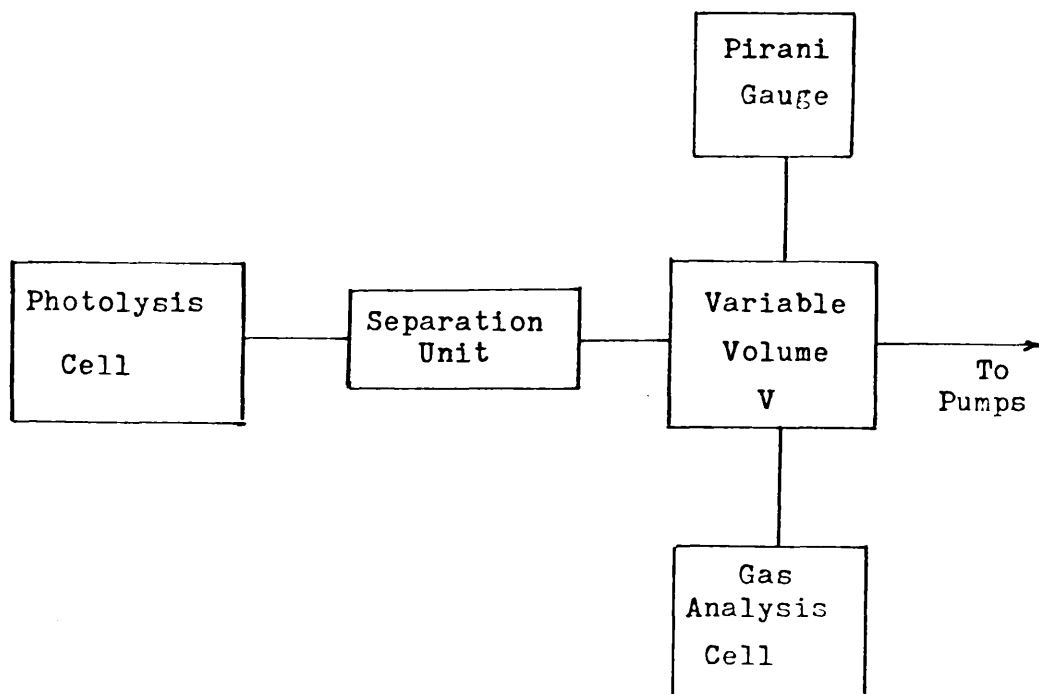 Pirani
Gauge
Photolysis
Cell
Separation
Unit
Variable
Volume
V
To
Pumps
Gas
Analysis
Cell